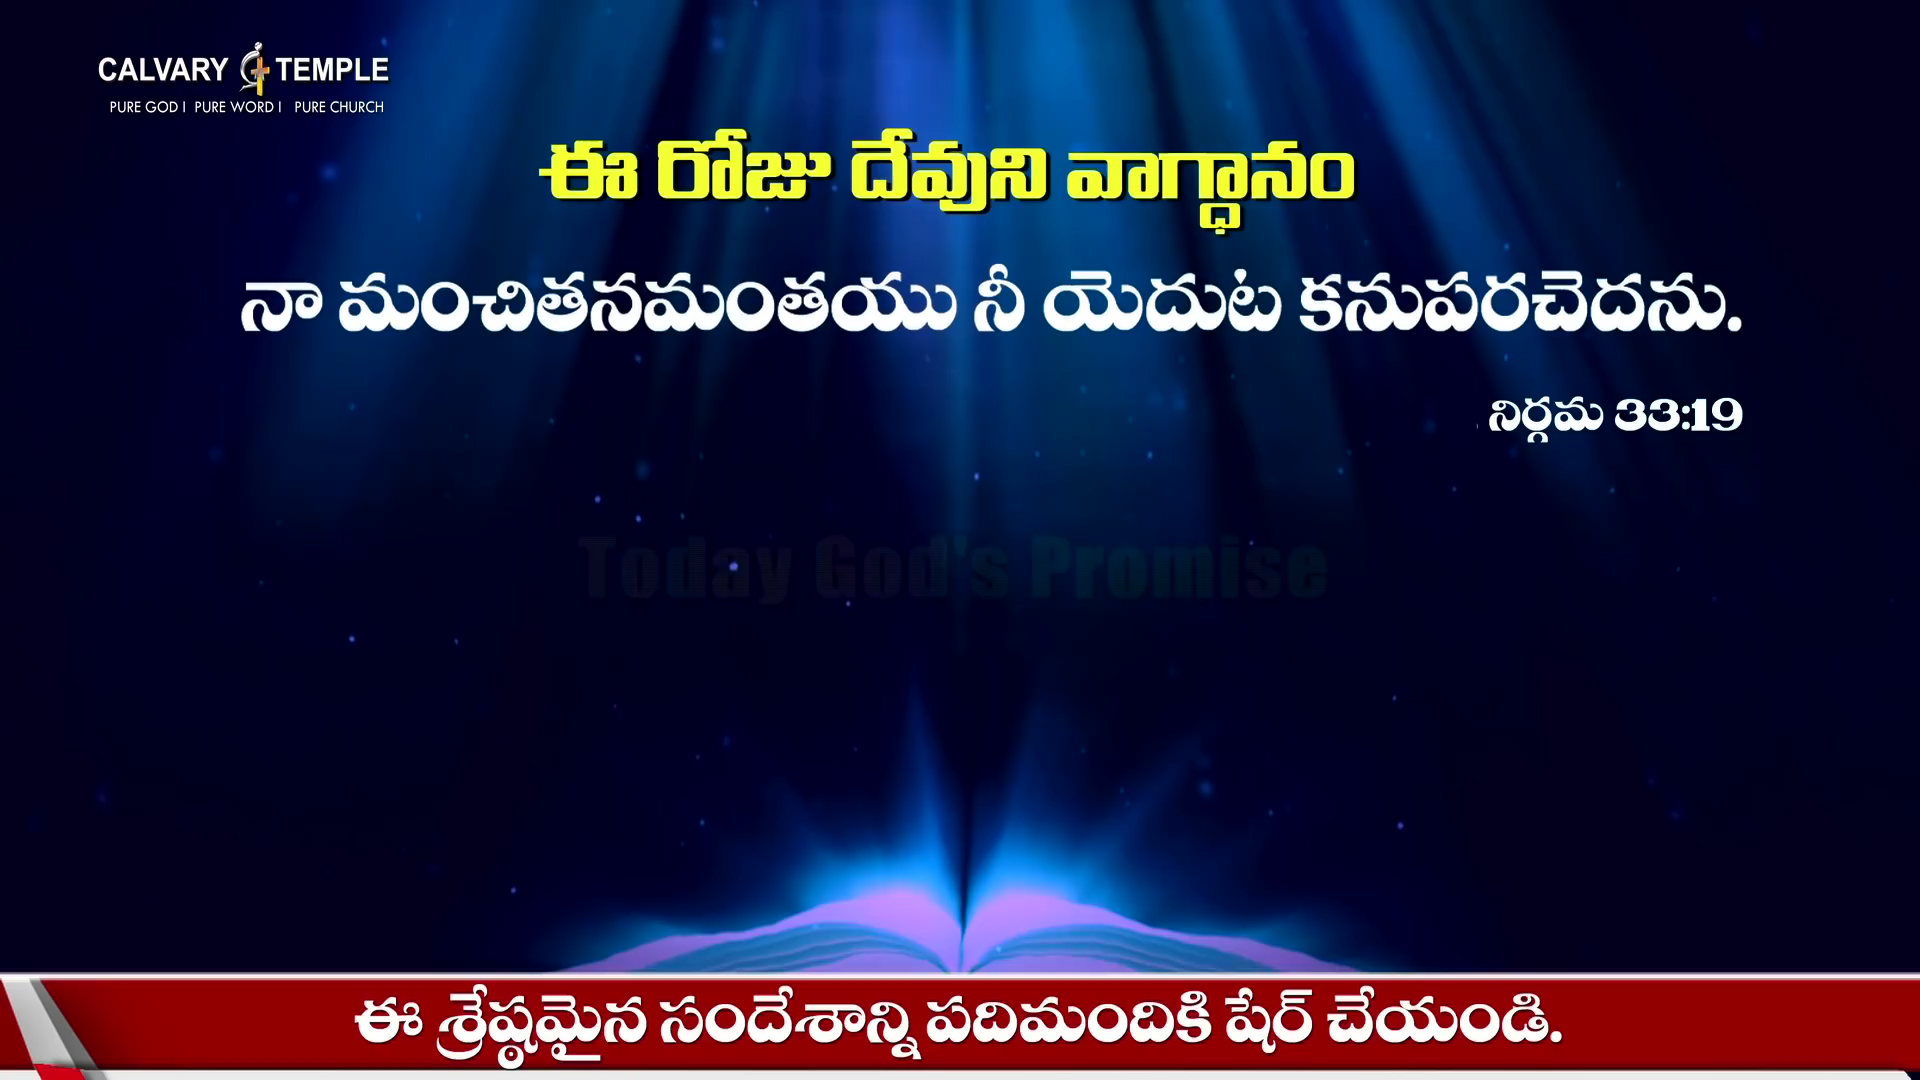 CALVARY TEMPLE
PURE GOD I PURE WORD I PURE CHURCH
ఈ రోజు దేవుని వాగ్ధానం
నా మంచితనమంతయు నీ యెదుట కనుపరచెదను.
నిర్గమ 33:19
Today God's Promise
ఈ శ్రేష్ఠమైన సందేశాన్ని పదిమందికి షేర్ చేయండి.